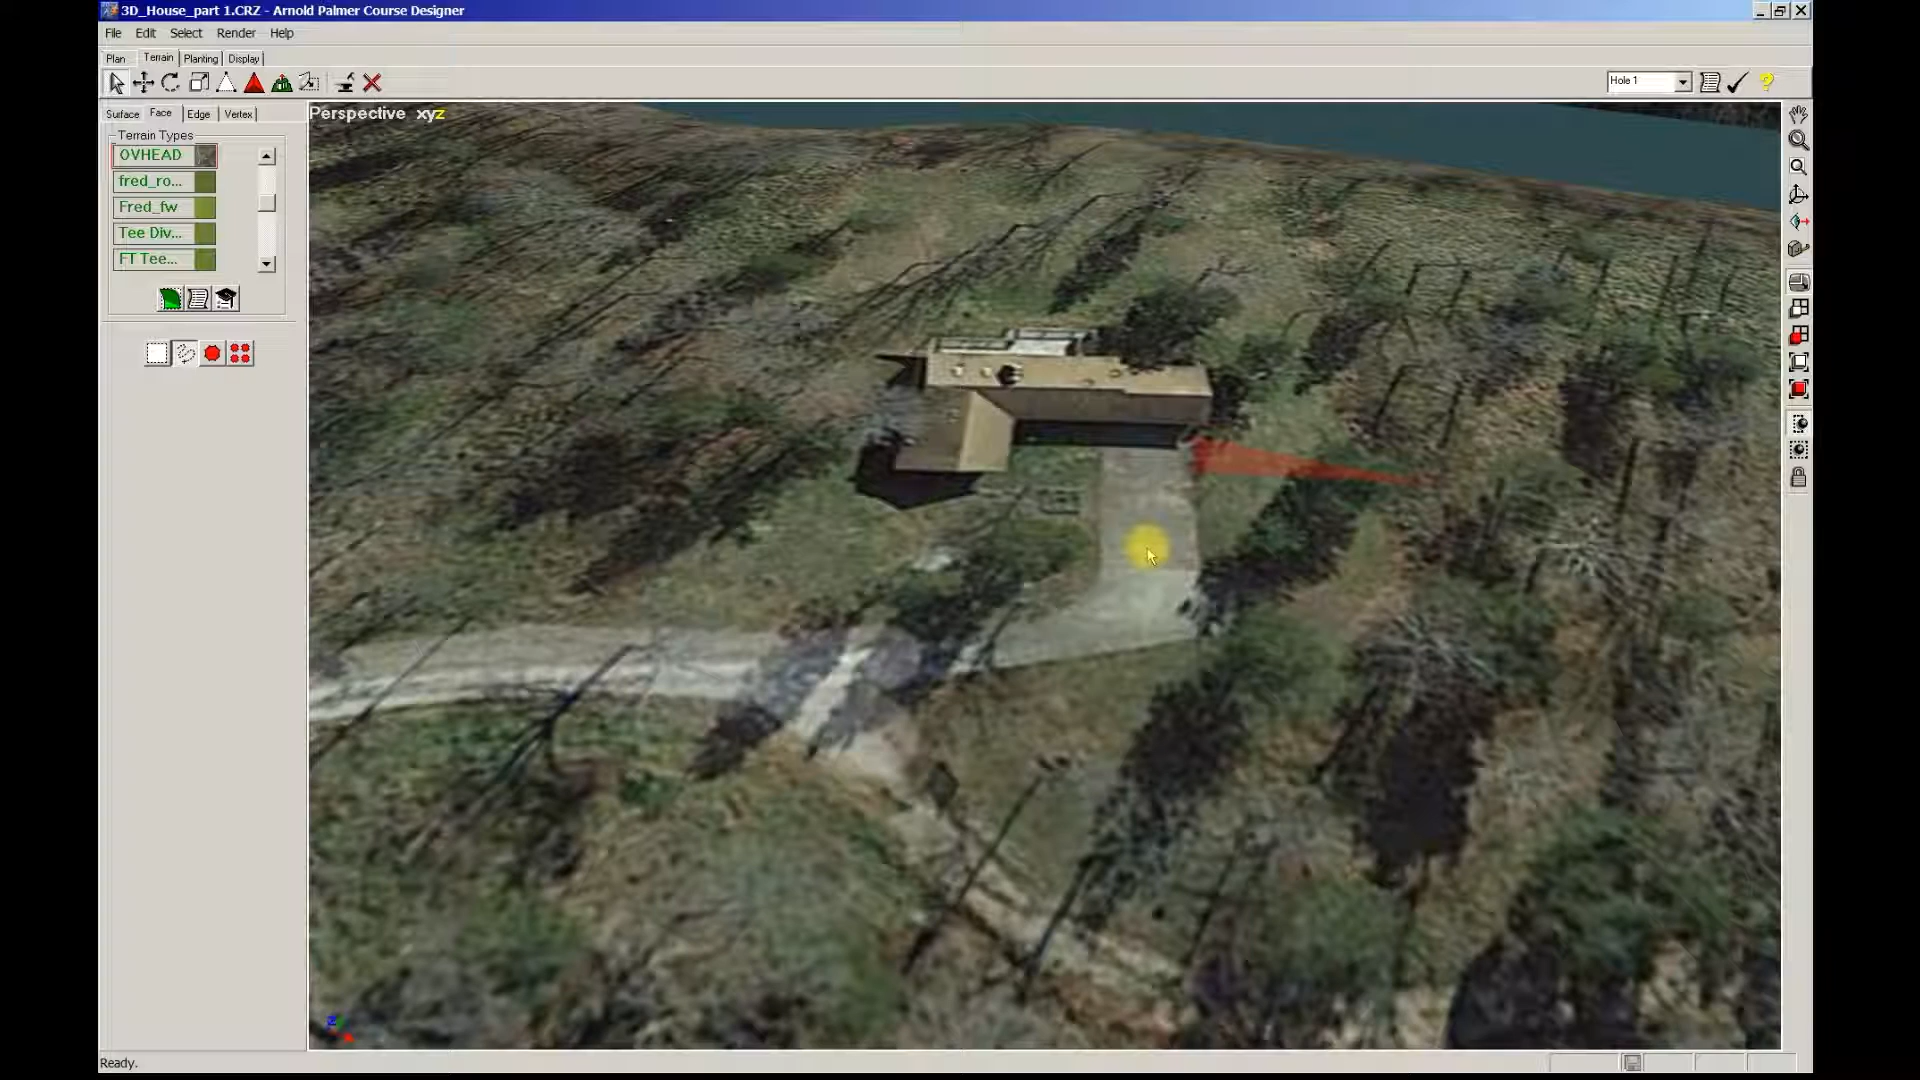 3D_House_part 1.CRZ - Arnold Palmer Course Designer
File Edit Select Render Help
Plan Terrain Planting Display
Hole 1
Surface Face Edge Vertex
Perspective xyz
Terrain Types
OVHEAD
fred_ro...
Fred_fw
Tee Div...
FT Tee...
Ready.